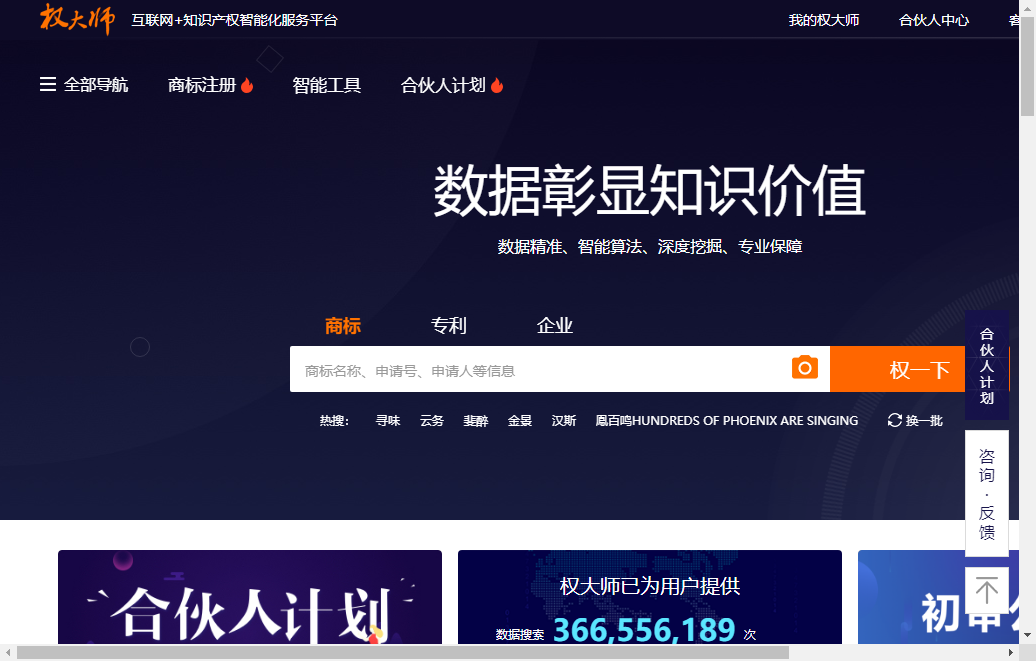 权大师 互联网+知识产权智能化服务平台 我的权大师 合伙人中心
全部导航 商标注册 智能工具 合伙人计划
数据彰显知识价值
数据精准、智能算法、深度挖掘、专业保障
商标 专利 企业
商标名称、申请号、申请人等信息 权一下
热搜： 寻味 云务 斐醉 金景 汉斯 凰百鸣HUNDREDS OF PHOENIX ARE SINGING 换一批
合伙人计划
咨询·反馈
合伙人计划
权大师已为用户提供
数据搜索 366,556,189 次
初审公